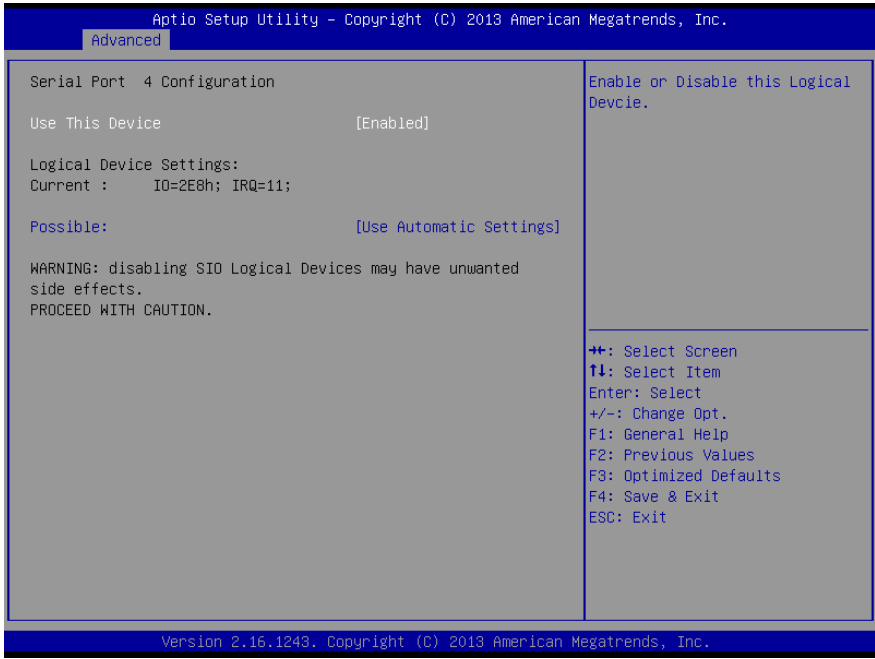 Aptio Setup Utility – Copyright (C) 2013 American Megatrends, Inc.
Advanced
Serial Port  4 Configuration
Use This Device [Enabled]
Logical Device Settings:
Current : IO=2E8h; IRQ=11;
Possible: [Use Automatic Settings]
WARNING: disabling SIO Logical Devices may have unwanted
side effects.
PROCEED WITH CAUTION.
Enable or Disable this Logical
Devcie.
→←: Select Screen
↑↓: Select Item
Enter: Select
+/-: Change Opt.
F1: General Help
F2: Previous Values
F3: Optimized Defaults
F4: Save & Exit
ESC: Exit
Version 2.16.1243. Copyright (C) 2013 American Megatrends, Inc.